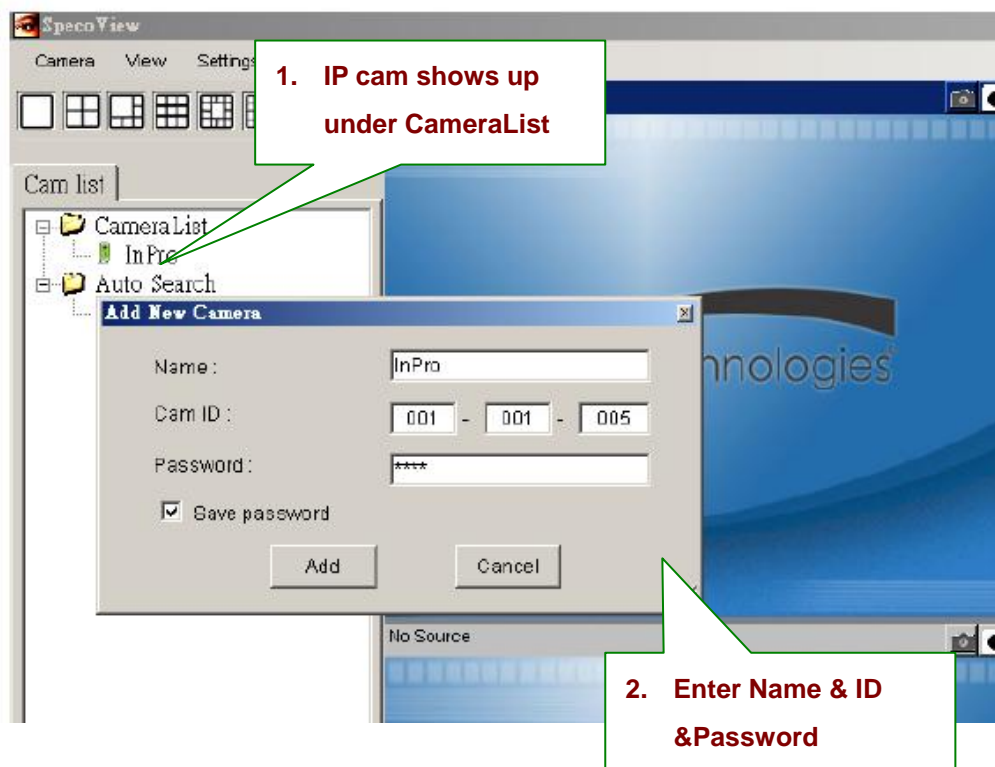 SpecoView
Camera View Settings
1. IP cam shows up
under CameraList
Cam list
CameraList
InPro
Auto Search
Add New Camera
Name :
InPro
Cam ID :
001 - 001 - 005
Password :
****
Save password
Add
Cancel
No Source
2. Enter Name & ID
&Password